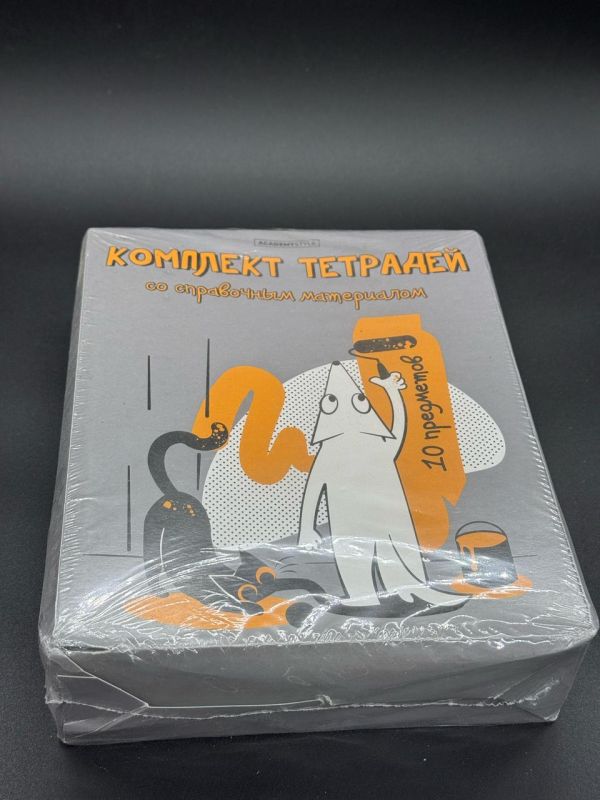 ACADEMYSTYLE
КОМПЛЕКТ ТЕТРАДЕЙ
со справочным материалом
10 предметов